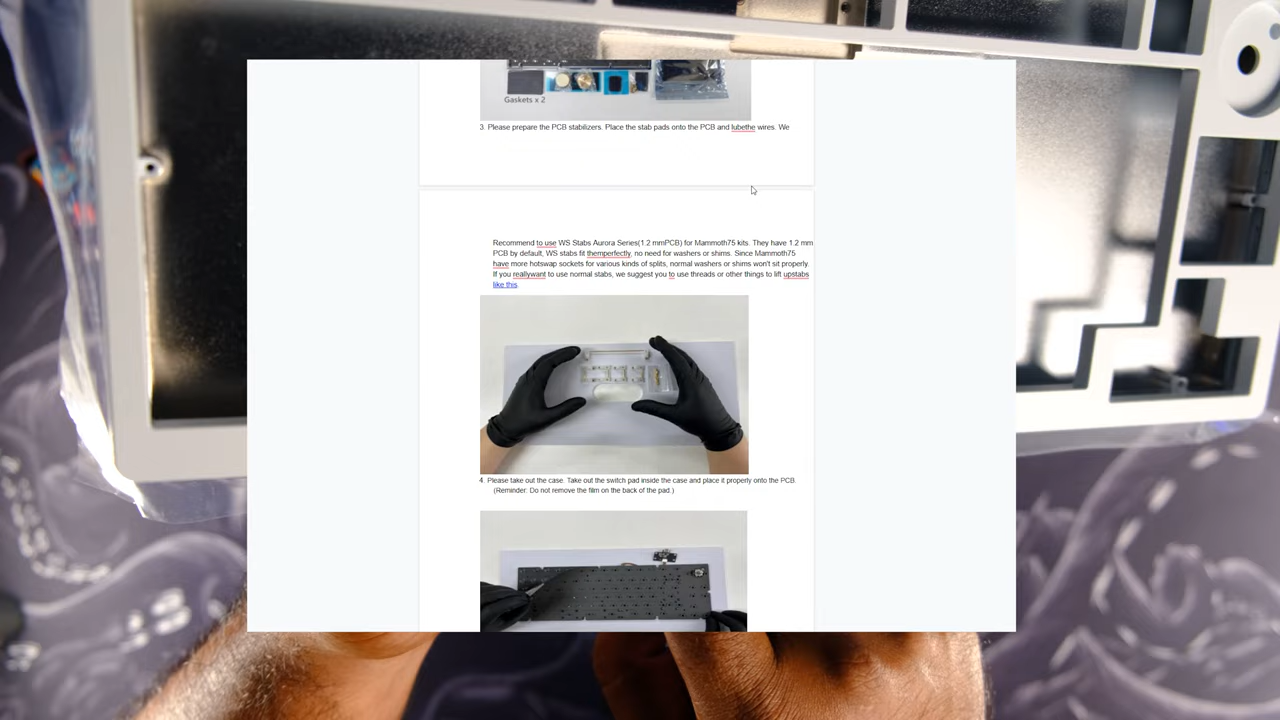 Gaskets x 2
3. Please prepare the PCB stabilizers. Place the stab pads onto the PCB and lubethe wires. We
Recommend to use WS Stabs Aurora Series(1.2 mmPCB) for Mammoth75 kits. They have 1.2 mm
PCB by default, WS stabs fit themperfectly, no need for washers or shims. Since Mammoth75
have more hotswap sockets for various kinds of splits, normal washers or shims won't sit properly.
If you reallywant to use normal stabs, we suggest you to use threads or other things to lift upstabs
like this.
4. Please take out the case. Take out the switch pad inside the case and place it properly onto the PCB.
(Reminder: Do not remove the film on the back of the pad.)